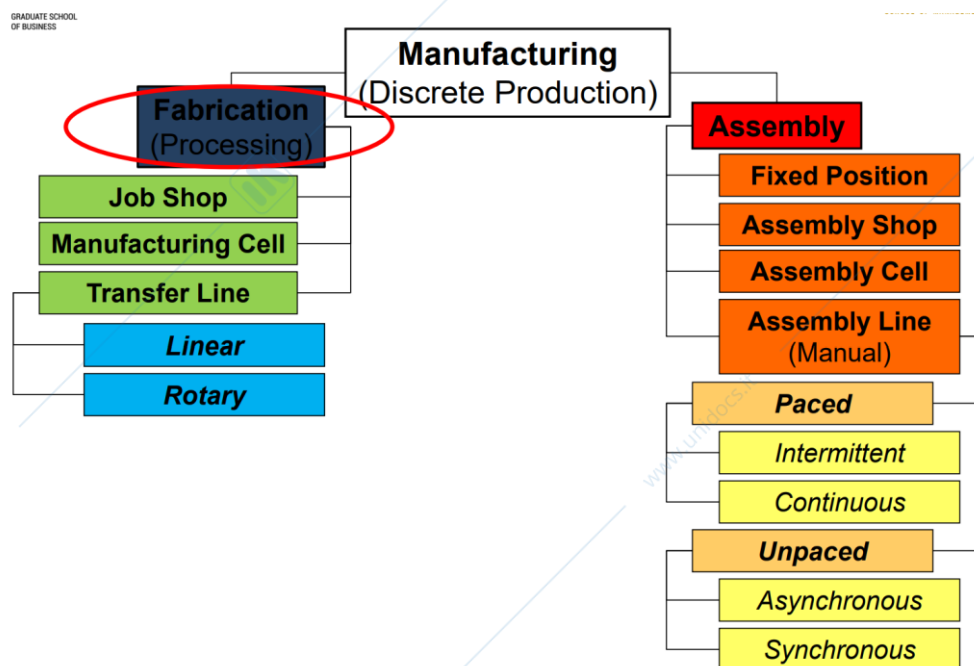 GRADUATE SCHOOL
OF BUSINESS
Manufacturing
(Discrete Production)
Fabrication
(Processing)
Job Shop
Manufacturing Cell
Transfer Line
Linear
Rotary
Assembly
Fixed Position
Assembly Shop
Assembly Cell
Assembly Line
(Manual)
Paced
Intermittent
Continuous
Unpaced
Asynchronous
Synchronous